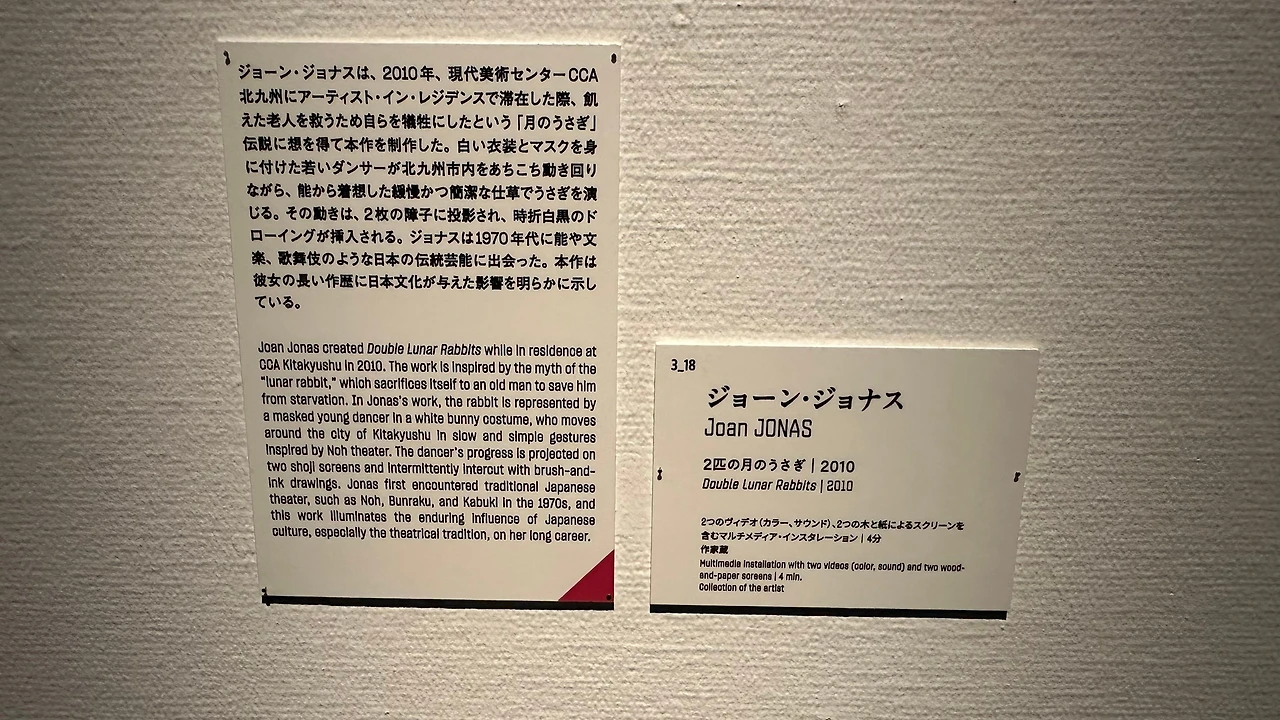 ジョーン・ジョナスは、2010年、現代美術センターCCA
北九州にアーティスト・イン・レジデンスで滞在した際、飢
えた老人を救うため自らを犠牲にしたという「月のうさぎ」
伝説に想を得て本作を制作した。白い衣装とマスクを身
に付けた若いダンサーが北九州市内をあちこち動き回り
ながら、能から着想した緩慢かつ簡潔な仕草でうさぎを演
じる。その動きは、2枚の障子に投影され、時折白黒のド
ローイングが挿入される。ジョナスは1970年代に能や文
楽、歌舞伎のような日本の伝統芸能に出会った。本作は
彼女の長い作歴に日本文化が与えた影響を明らかに示し
ている。
Joan Jonas created Double Lunar Rabbits while in residence at
CCA Kitakyushu in 2010. The work is inspired by the myth of the
"lunar rabbit," which sacrifices itself to an old man to save him
from starvation. In Jonas's work, the rabbit is represented by
a masked young dancer in a white bunny costume, who moves
around the city of Kitakyushu in slow and simple gestures
inspired by Noh theater. The dancer's progress is projected on
two shoji screens and intermittently interout with brush-and-
ink drawings. Jonas first encountered traditional Japanese
theater, such as Noh, Bunraku, and Kabuki in the 1970s, and
this work illuminates the enduring influence of Japanese
culture, especially the theatrical tradition, on her long career.
3_18
ジョーン・ジョナス
Joan JONAS
2匹の月のうさぎ | 2010
Double Lunar Rabbits | 2010
2つのヴィデオ(カラー、サウンド)、2つの木と紙によるスクリーンを
含むマルチメディア・インスタレーション | 4分
作家蔵
Multimedia installation with two videos (color, sound) and two wood-
and-paper screens | 4 min.
Collection of the artist